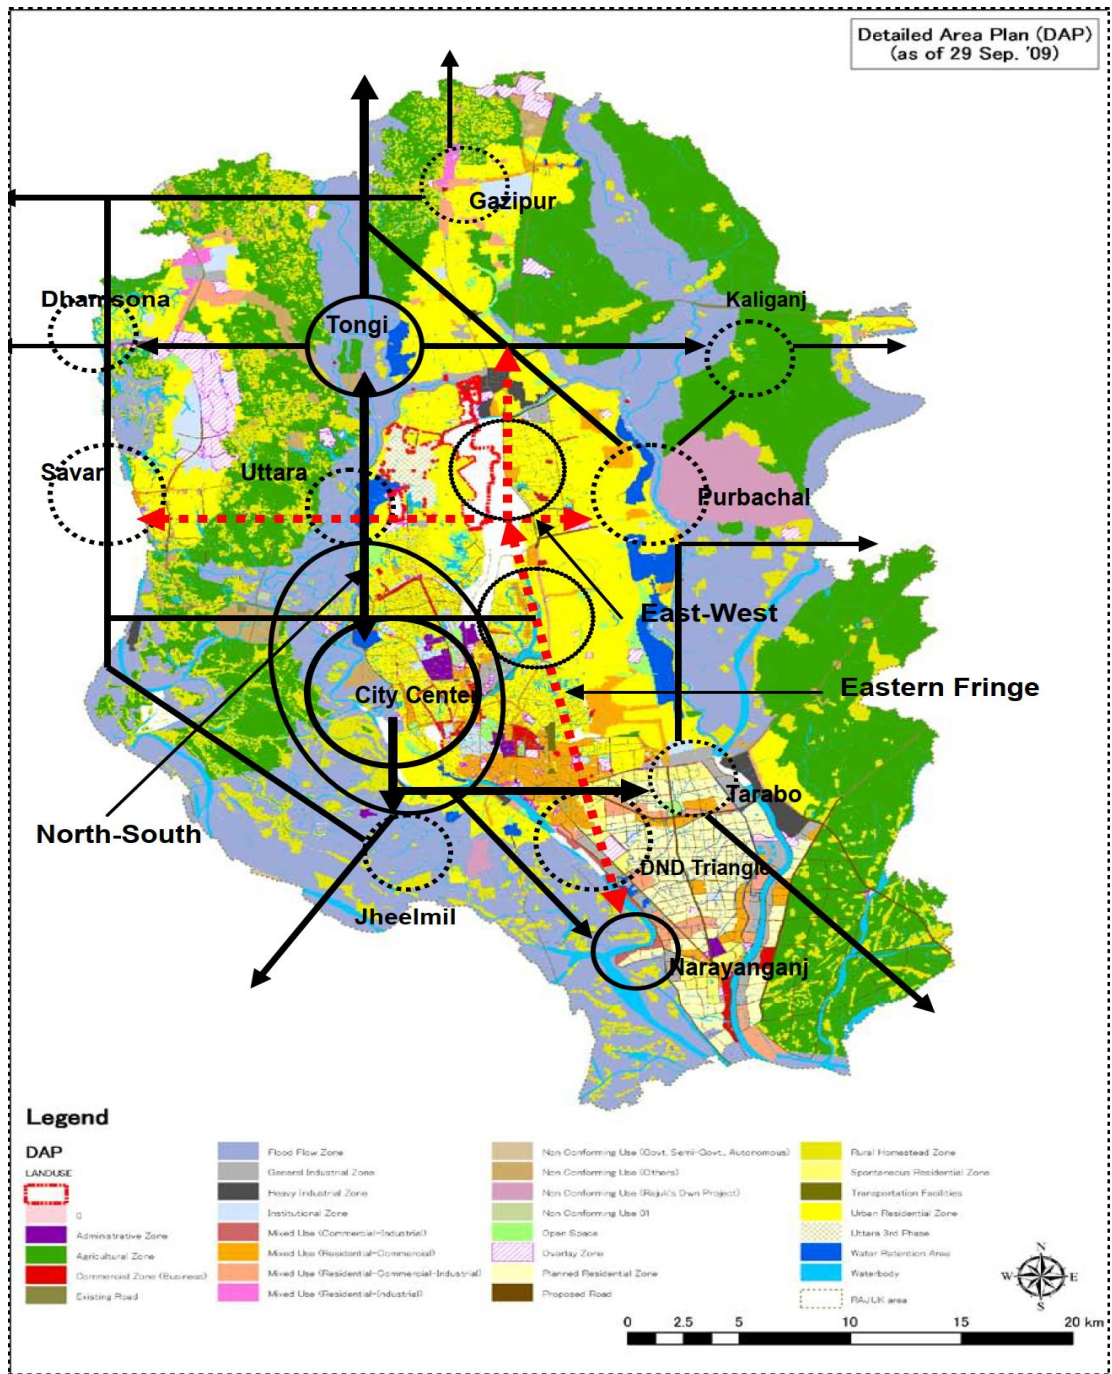 Detailed Area Plan (DAP)
(as of 29 Sep. '09)
Gazipur
Dhamsona
Kaliganj
Tongi
Savar
Uttara
Purbachal
East-West
City Center
Eastern Fringe
Tarabo
North-South
DND Triangle
Jheelmil
Narayanganj
Legend
DAP
LANDUSE
0
Administrative Zone
Agricultural Zone
Commercial Zone (Business)
Existing Road
Flood Flow Zone
General Industrial Zone
Heavy Industrial Zone
Institutional Zone
Mixed Use (Commercial-Industrial)
Mixed Use (Residential-Commercial)
Mixed Use (Residential-Commercial-Industrial)
Mixed Use (Residential-Industrial)
Non Conforming Use (Govt. Semi-Govt., Autonomous)
Non Conforming Use (Others)
Non Conforming Use (Rajuk's Own Project)
Non Conforming Use 01
Open Space
Overlay Zone
Planned Residential Zone
Proposed Road
Rural Homestead Zone
Spontaneous Residential Zone
Transportation Facilities
Urban Residential Zone
Uttara 3rd Phase
Water Retention Area
Waterbody
RAJUK area
N
W E
S
0 2.5 5 10 15 20 km